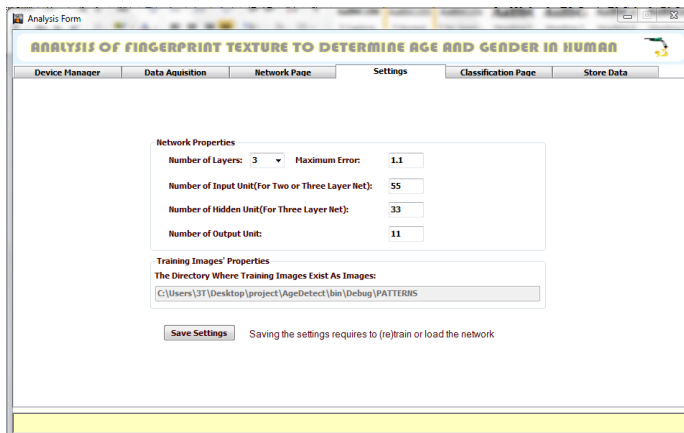 Analysis Form
ANALYSIS OF FINGERPRINT TEXTURE TO DETERMINE AGE AND GENDER IN HUMAN
Device Manager Data Aquisition Network Page Settings Classification Page Store Data
Network Properties
Number of Layers: 3 Maximum Error: 1.1
Number of Input Unit(For Two or Three Layer Net): 55
Number of Hidden Unit(For Three Layer Net): 33
Number of Output Unit: 11
Training Images' Properties
The Directory Where Training Images Exist As Images:
C:\Users\3T\Desktop\project\AgeDetect\bin\Debug\PATTERNS
Save Settings Saving the settings requires to (re)train or load the network